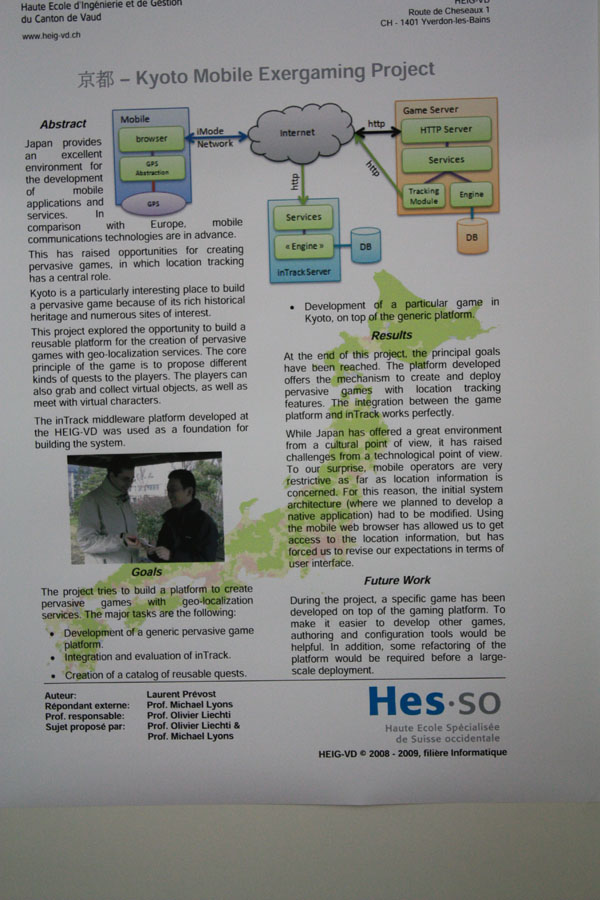 Haute Ecole d'Ingénierie et de Gestion
du Canton de Vaud
www.heig-vd.ch
HEIG-VD
Route de Cheseaux 1
CH - 1401 Yverdon-les-Bains
京都 – Kyoto Mobile Exergaming Project
Abstract
Japan provides
an excellent
environment for
the development
of mobile
applications and
services. In
comparison with Europe, mobile
communications technologies are in advance.
This has raised opportunities for creating
pervasive games, in which location tracking
has a central role.
Kyoto is a particularly interesting place to build
a pervasive game because of its rich historical
heritage and numerous sites of interest.
This project explored the opportunity to build a
reusable platform for the creation of pervasive
games with geo-localization services. The core
principle of the game is to propose different
kinds of quests to the players. The players can
also grab and collect virtual objects, as well as
meet with virtual characters.
The inTrack middleware platform developed at
the HEIG-VD was used as a foundation for
building the system.
Goals
The project tries to build a platform to create
pervasive games with geo-localization
services. The major tasks are the following:
• Development of a generic pervasive game
platform.
• Integration and evaluation of inTrack.
• Creation of a catalog of reusable quests.
Mobile
browser
GPS
Abstraction
GPS
iMode
Network
Internet
http
http
http
Game Server
HTTP Server
Services
Tracking
Module
Engine
DB
Services
« Engine »
inTrack Server
DB
• Development of a particular game in
Kyoto, on top of the generic platform.
Results
At the end of this project, the principal goals
have been reached. The platform developed
offers the mechanism to create and deploy
pervasive games with location tracking
features. The integration between the game
platform and inTrack works perfectly.
While Japan has offered a great environment
from a cultural point of view, it has raised
challenges from a technological point of view.
To our surprise, mobile operators are very
restrictive as far as location information is
concerned. For this reason, the initial system
architecture (where we planned to develop a
native application) had to be modified. Using
the mobile web browser has allowed us to get
access to the location information, but has
forced us to revise our expectations in terms of
user interface.
Future Work
During the project, a specific game has been
developed on top of the gaming platform. To
make it easier to develop other games,
authoring and configuration tools would be
helpful. In addition, some refactoring of the
platform would be required before a large-
scale deployment.
Auteur: Laurent Prévost
Répondant externe: Prof. Michael Lyons
Prof. responsable: Prof. Olivier Liechti
Sujet proposé par: Prof. Olivier Liechti &
Prof. Michael Lyons
Hes·so
Haute Ecole Spécialisée
de Suisse occidentale
HEIG-VD © 2008 - 2009, filière Informatique